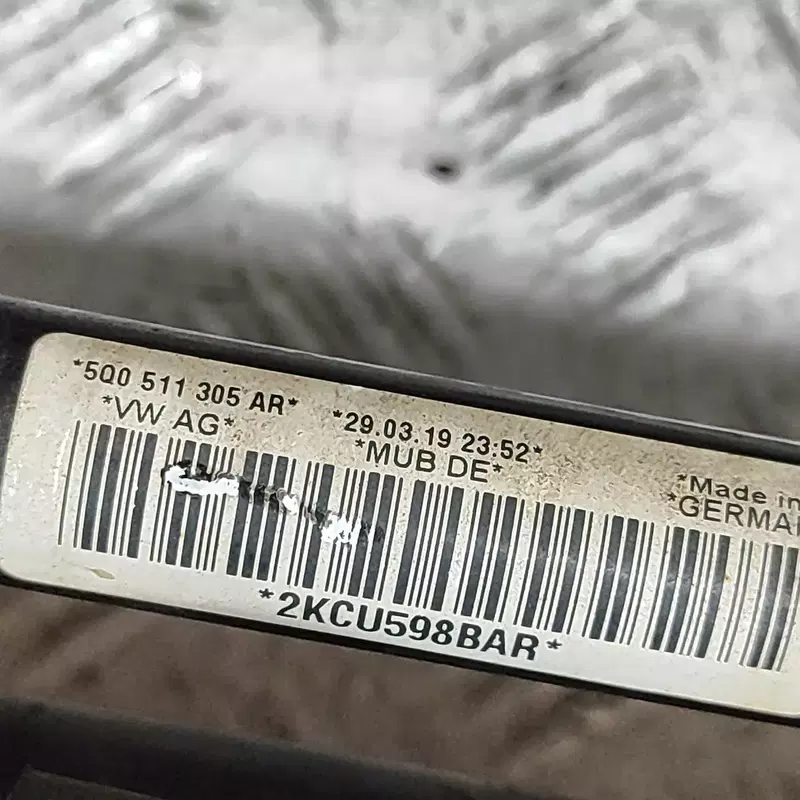 *5Q0 511 305 AR* *29.03.19 23:52*
*VW AG* *MUB DE* *Made in
*GERMA
*2KCU598BAR*